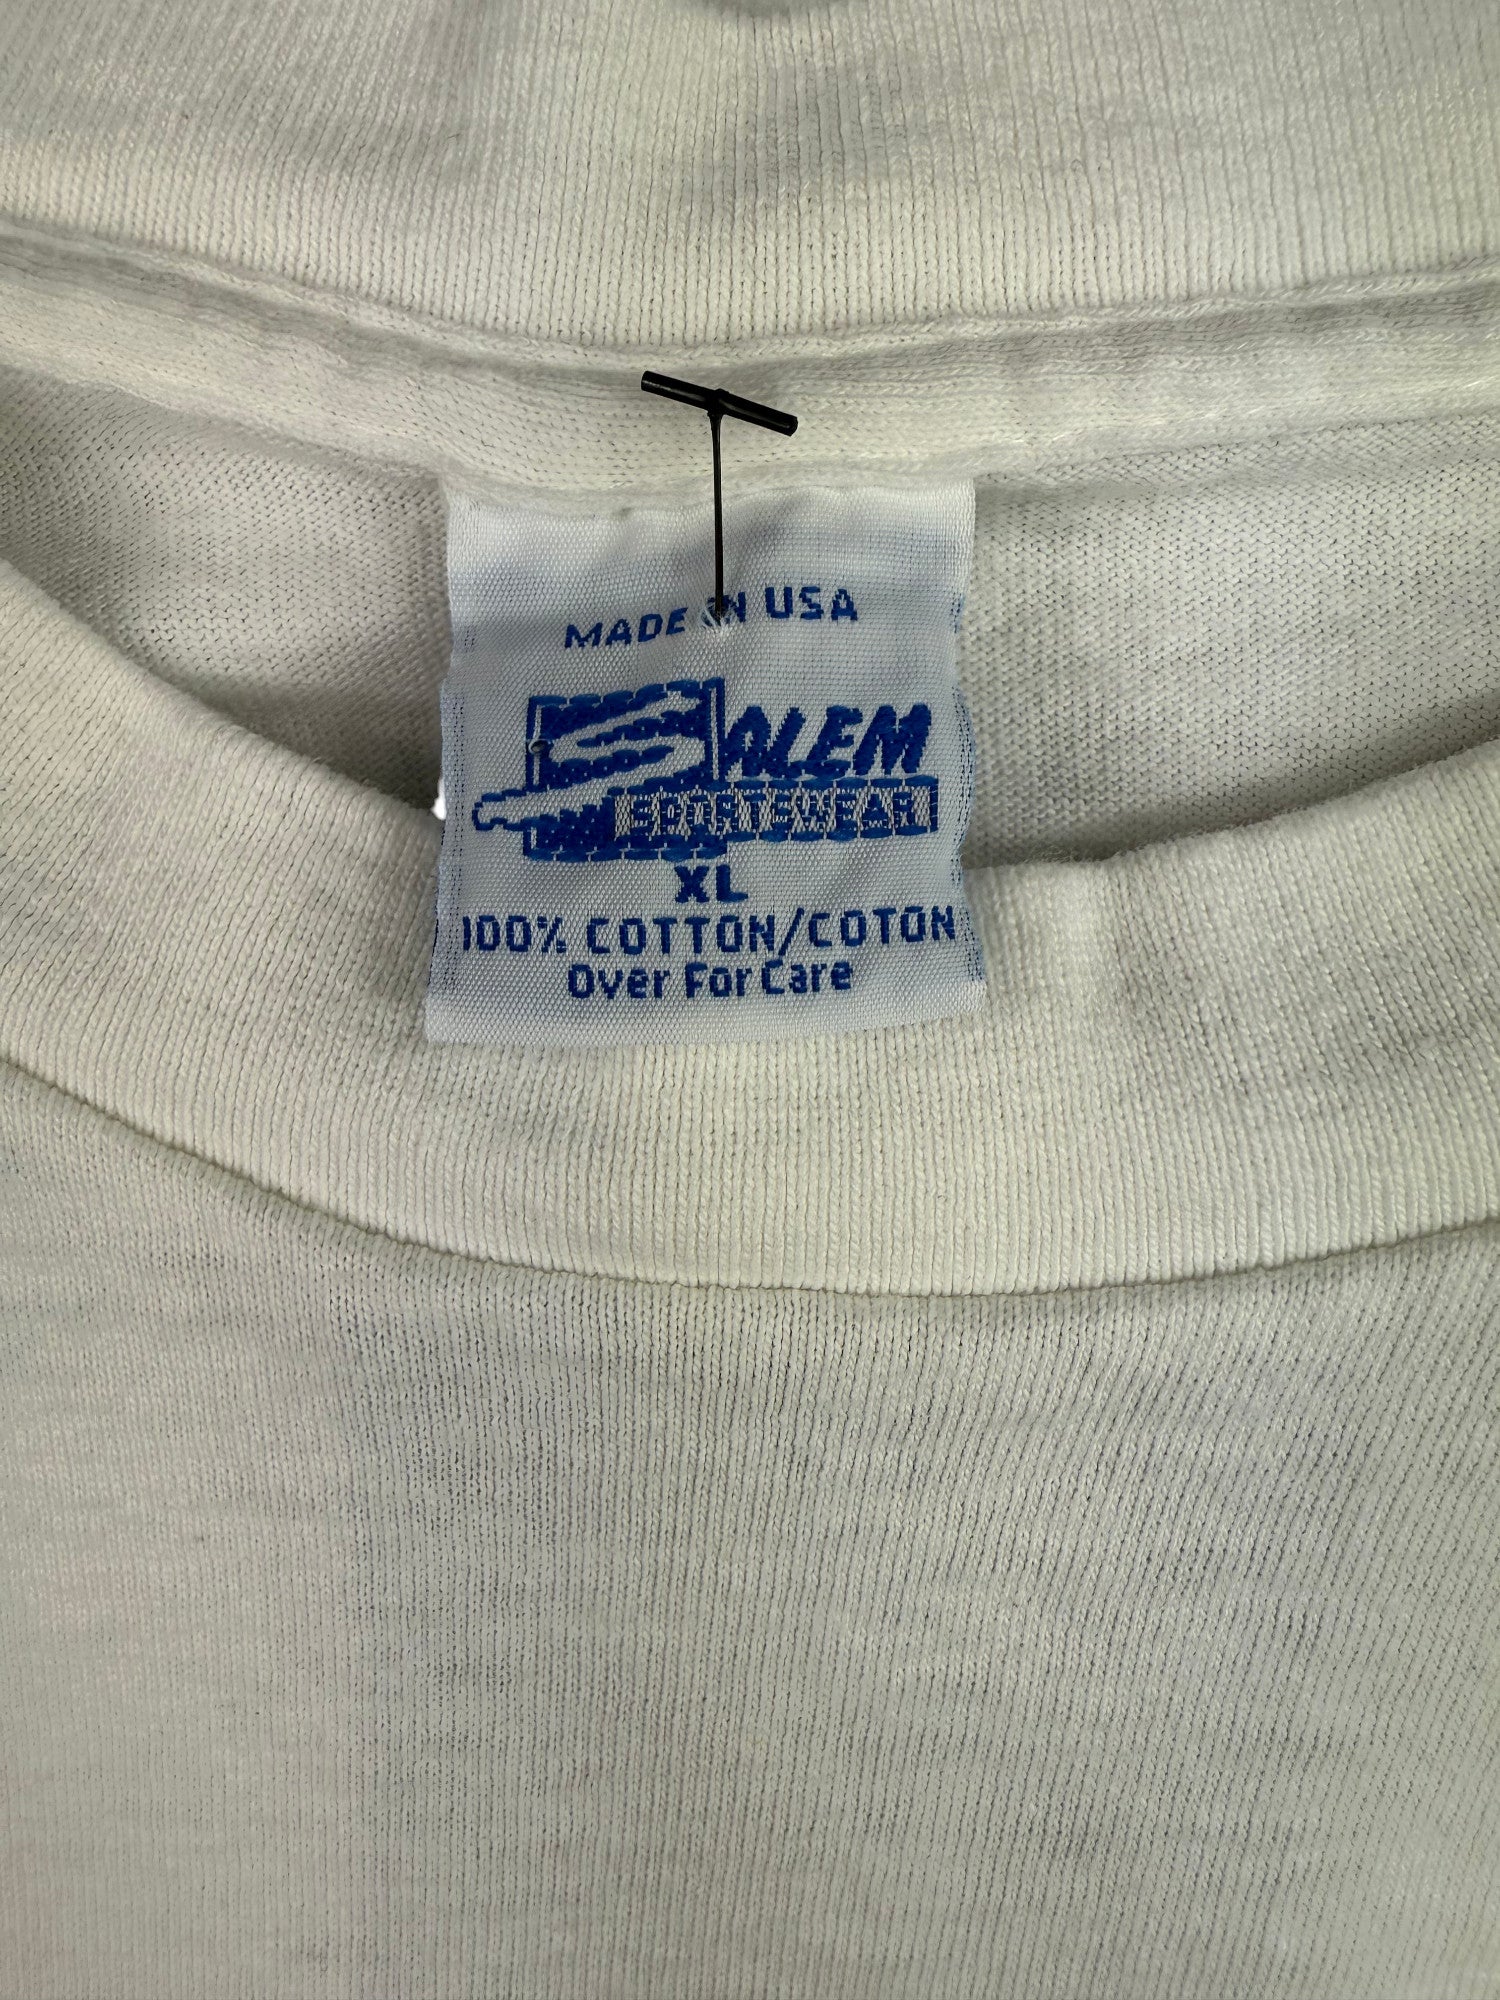 MADE IN USA
SALEM
SPORTSWEAR
XL
100% COTTON/COTON
Over For Care